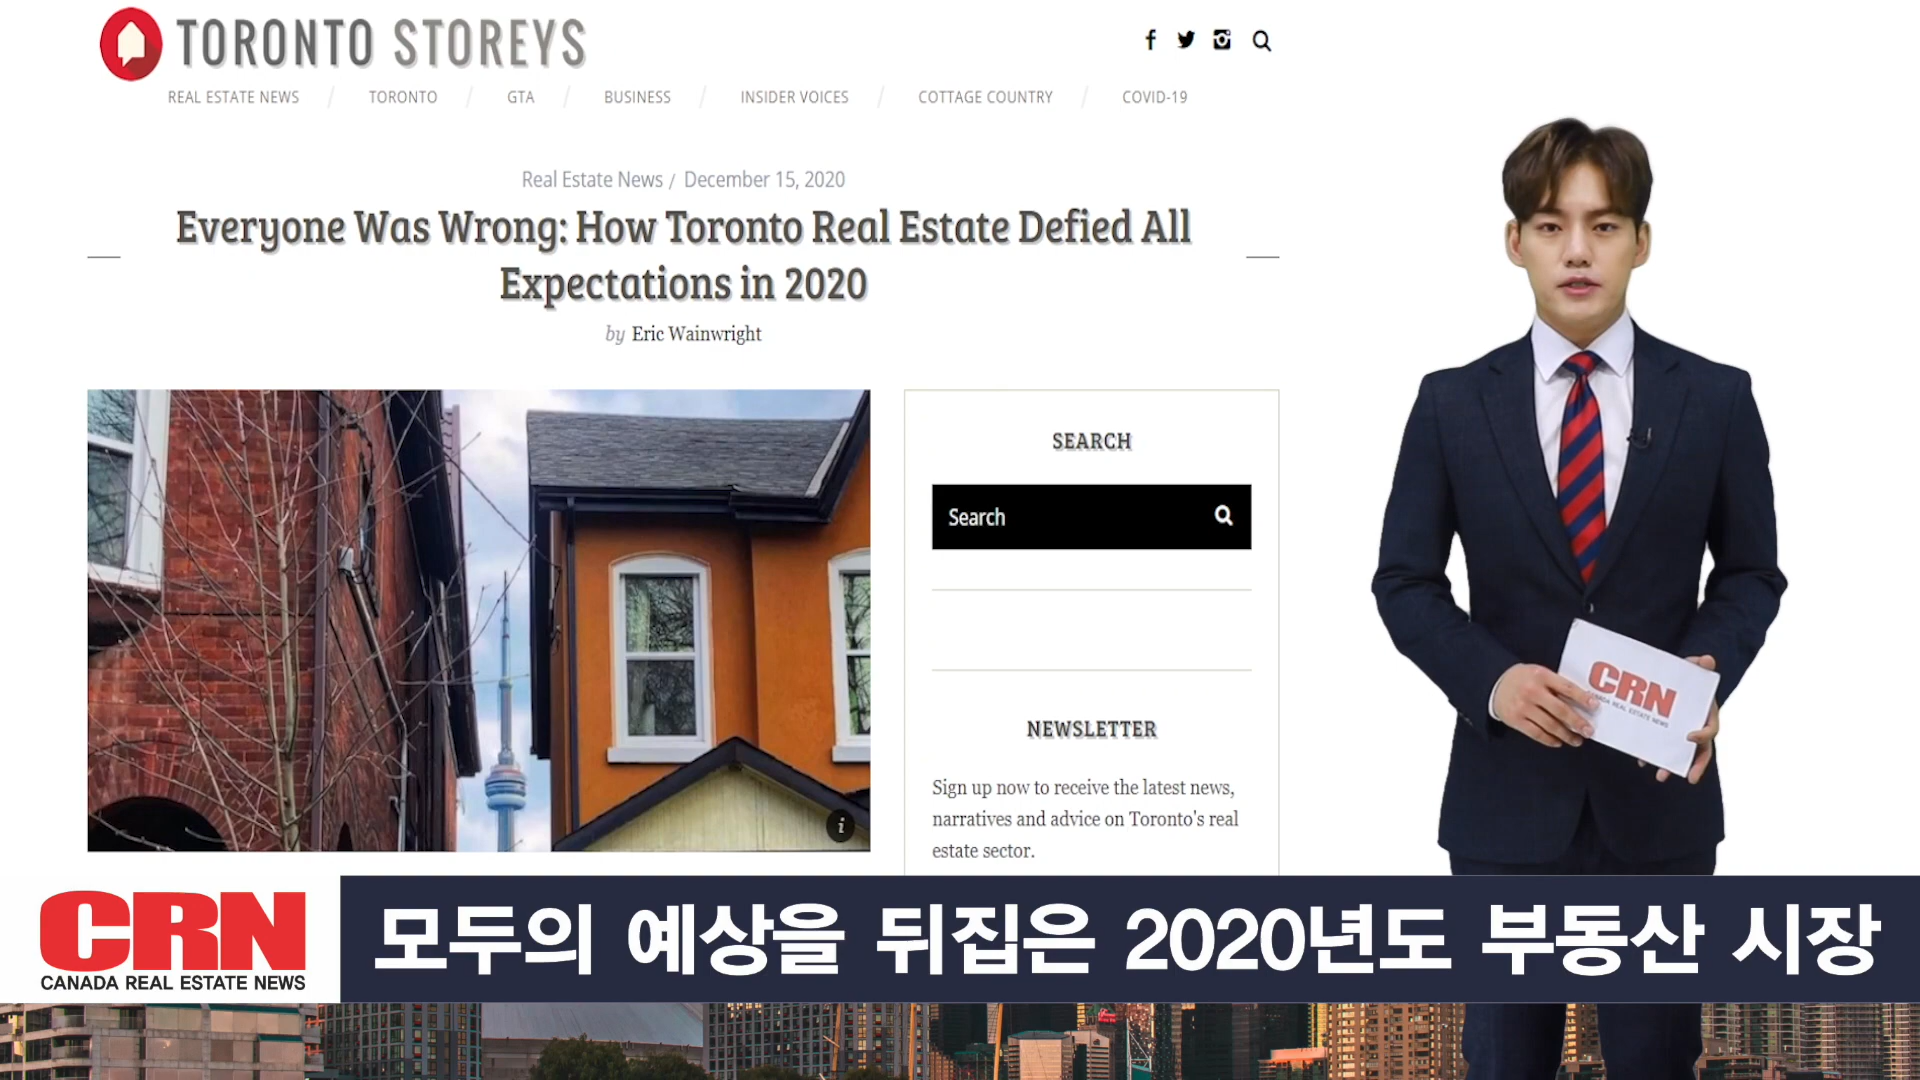 TORONTO STOREYS
REAL ESTATE NEWS / TORONTO / GTA / BUSINESS / INSIDER VOICES / COTTAGE COUNTRY / COVID-19
Real Estate News / December 15, 2020
Everyone Was Wrong: How Toronto Real Estate Defied All
Expectations in 2020
by Eric Wainwright
SEARCH
Search
NEWSLETTER
Sign up now to receive the latest news,
narratives and advice on Toronto's real
estate sector.
i
CRN
CANADA REAL ESTATE NEWS
CRN
CANADA REAL ESTATE NEWS
모두의 예상을 뒤집은 2020년도 부동산 시장